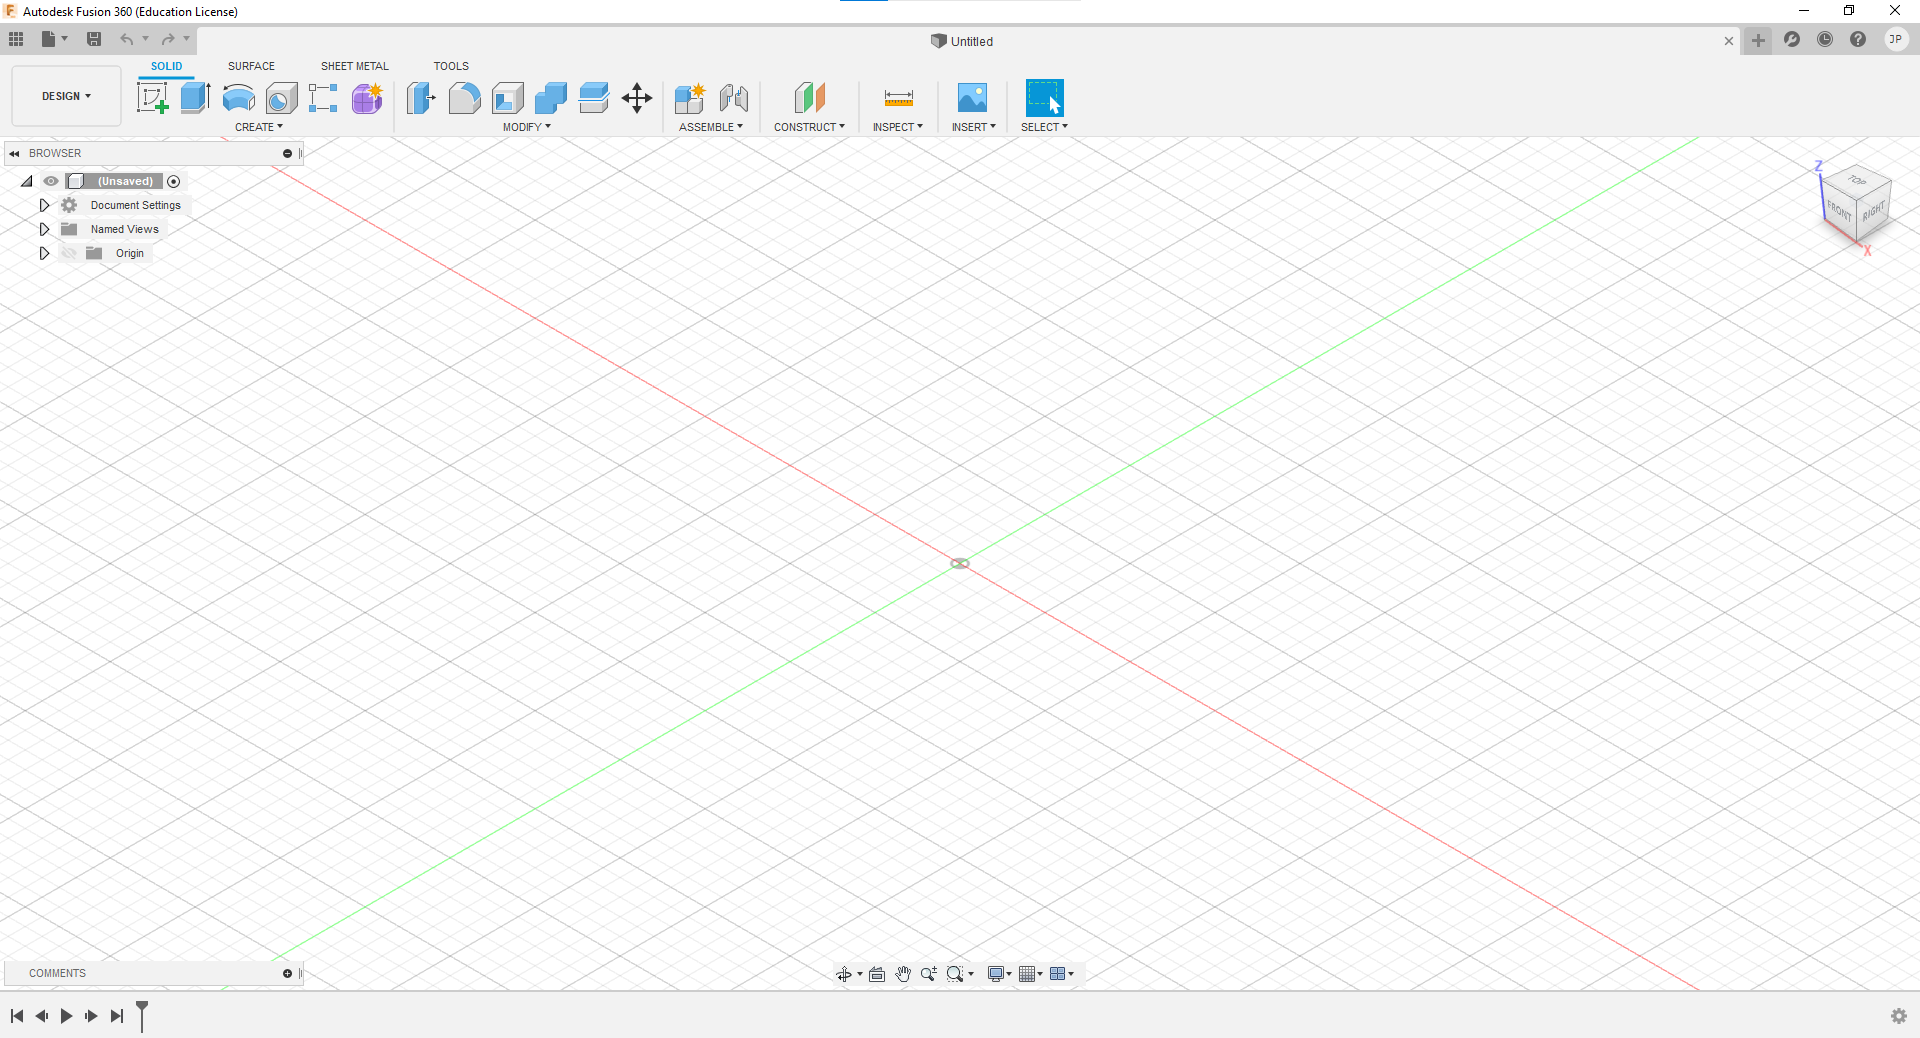 Autodesk Fusion 360 (Education License)
Untitled
JP
DESIGN
SOLID
SURFACE
SHEET METAL
TOOLS
CREATE
MODIFY
ASSEMBLE
CONSTRUCT
INSPECT
INSERT
SELECT
BROWSER
(Unsaved)
Document Settings
Named Views
Origin
Z
TOP
FRONT
RIGHT
X
COMMENTS